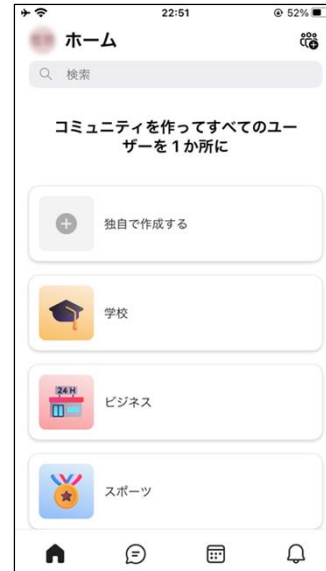 22:51
52%
ホーム
検索
コミュニティを作ってすべてのユー
ザーを1か所に
独自で作成する
学校
24 H
ビジネス
スポーツ